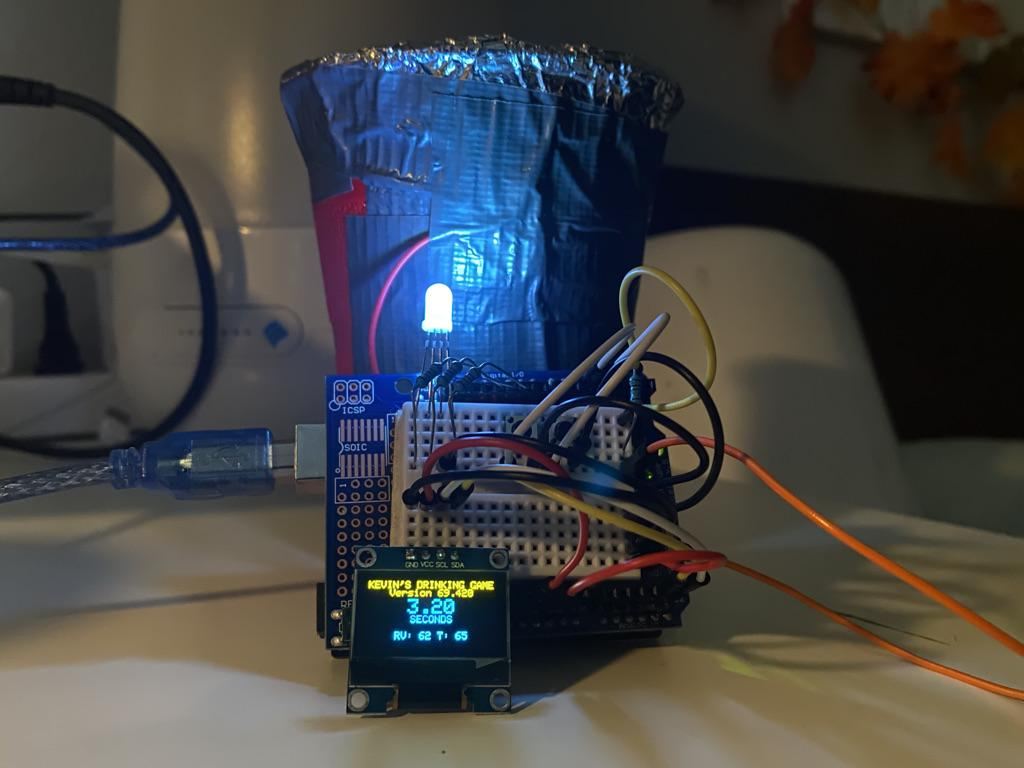 ICSP
SOIC
GND VCC SCL SDA
KEVIN'S DRINKING GAME
Version 69.420
3.20
SECONDS
RV: 62 T: 65